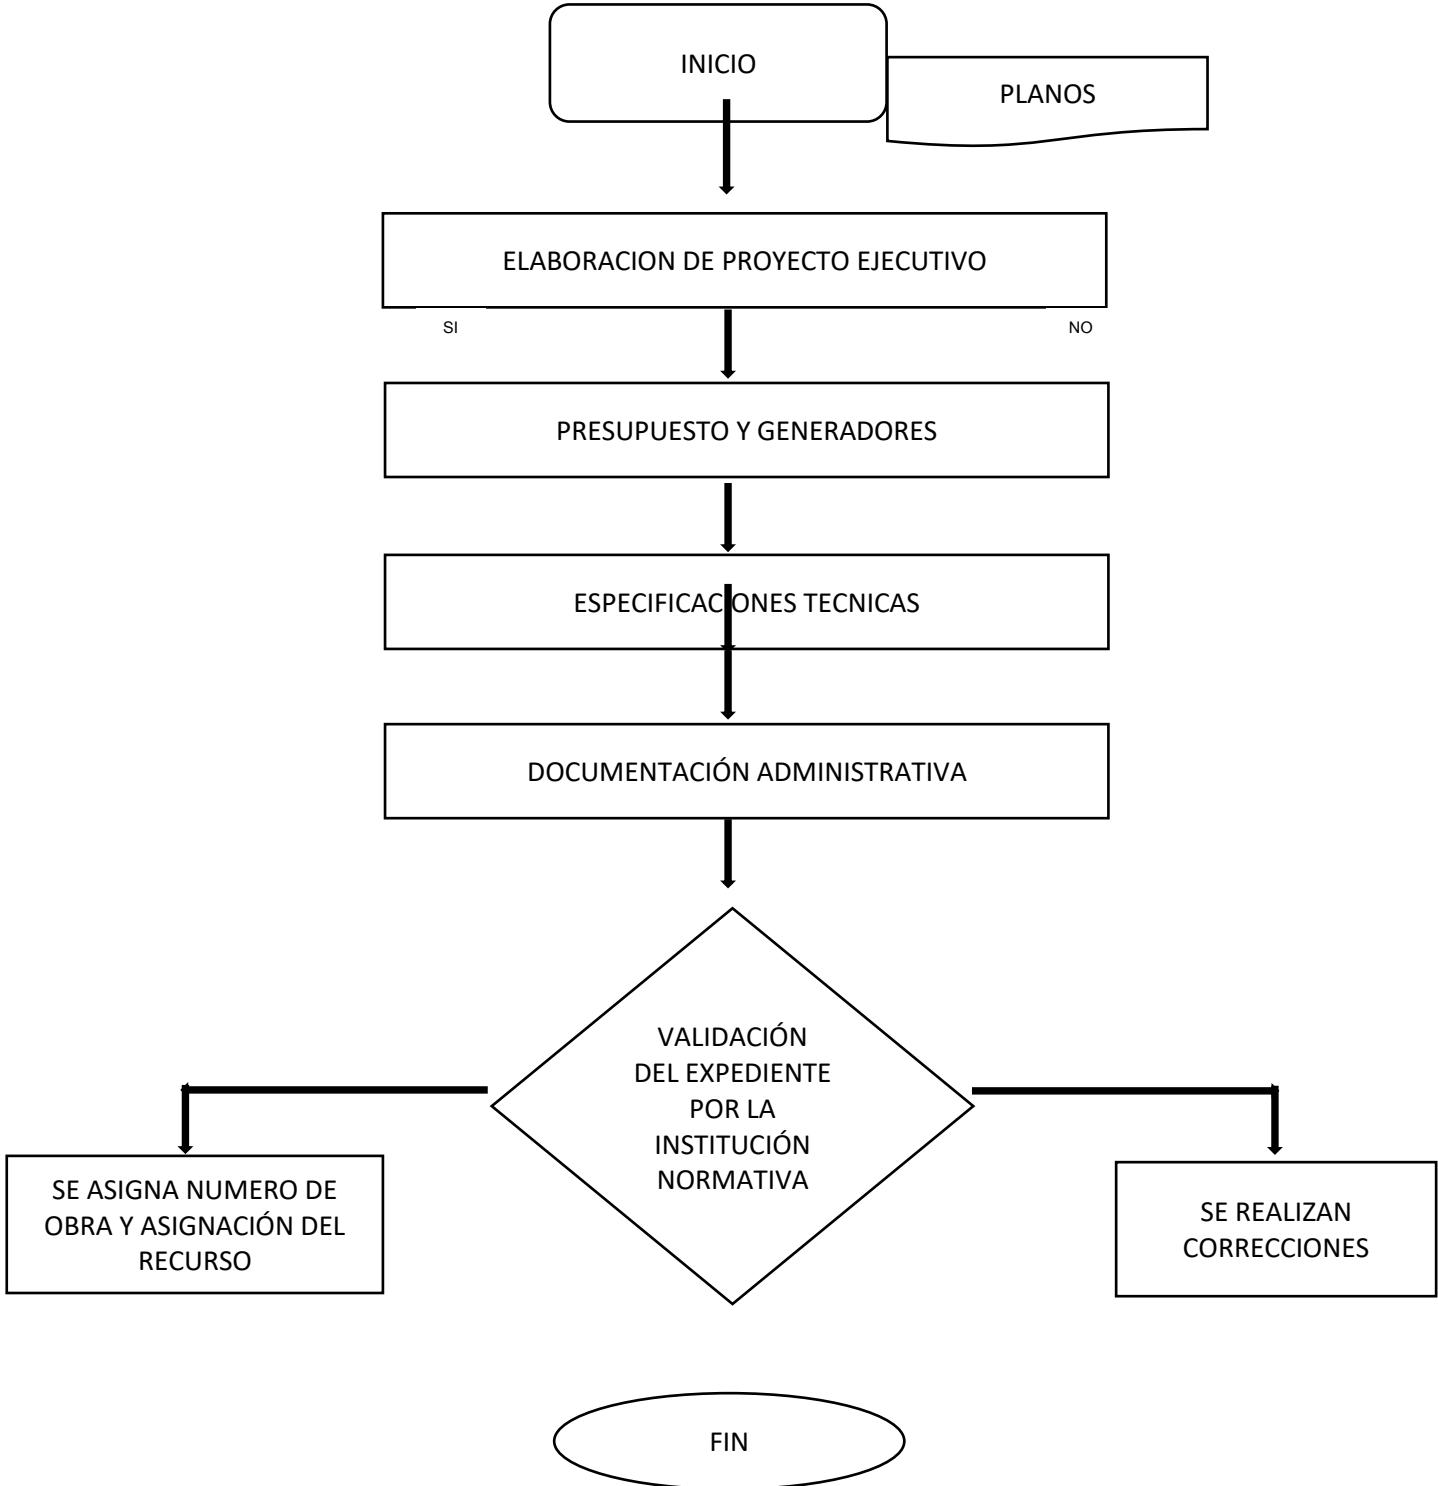 INICIO
PLANOS
ELABORACION DE PROYECTO EJECUTIVO
SI
NO
PRESUPUESTO Y GENERADORES
ESPECIFICACIONES TECNICAS
DOCUMENTACIÓN ADMINISTRATIVA
VALIDACIÓN
DEL EXPEDIENTE
POR LA
INSTITUCIÓN
NORMATIVA
SE ASIGNA NUMERO DE
OBRA Y ASIGNACIÓN DEL
RECURSO
SE REALIZAN
CORRECCIONES
FIN